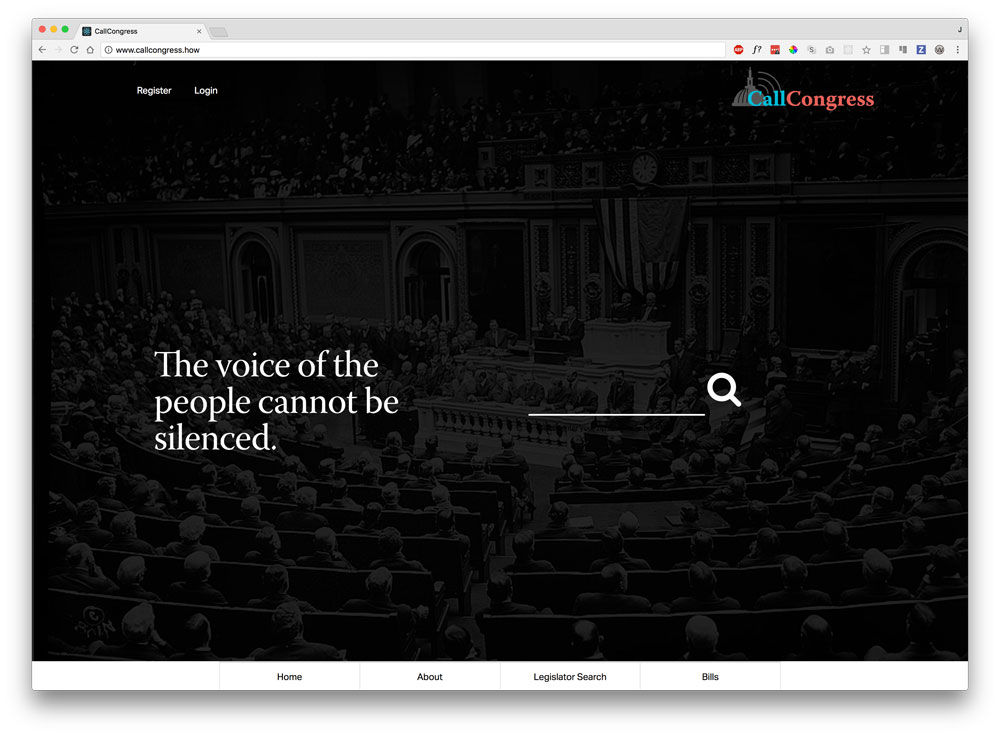 CallCongress
J
www.callcongress.how
Register
Login
CallCongress
The voice of the
people cannot be
silenced.
Home
About
Legislator Search
Bills